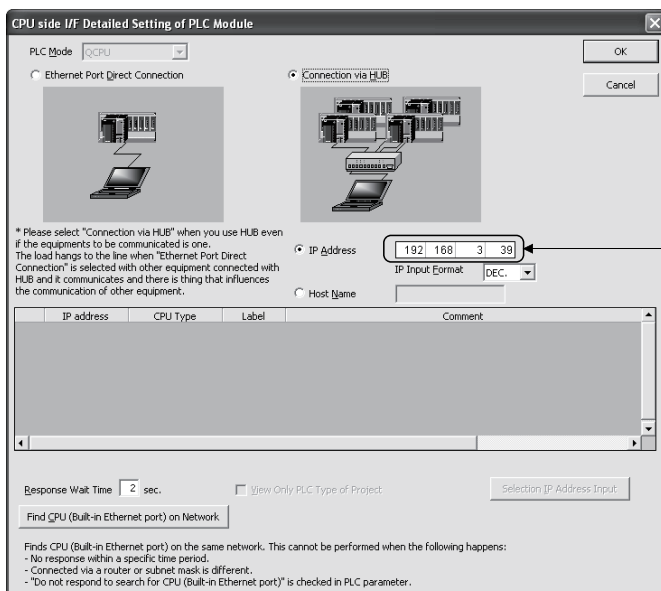 CPU side I/F Detailed Setting of PLC Module
PLC Mode QCPU
OK
Cancel
Ethernet Port Direct Connection
Connection via HUB
* Please select "Connection via HUB" when you use HUB even
if the equipments to be communicated is one.
The load hangs to the line when "Ethernet Port Direct
Connection" is selected with other equipment connected with
HUB and it communicates and there is thing that influences
the communication of other equipment.
IP Address 192 168 3 39
IP Input Format DEC.
Host Name
IP address CPU Type Label Comment
Response Wait Time 2 sec.
View Only PLC Type of Project
Selection IP Address Input
Find CPU (Built-in Ethernet port) on Network
Finds CPU (Built-in Ethernet port) on the same network. This cannot be performed when the following happens:
- No response within a specific time period.
- Connected via a router or subnet mask is different.
- "Do not respond to search for CPU (Built-in Ethernet port)" is checked in PLC parameter.